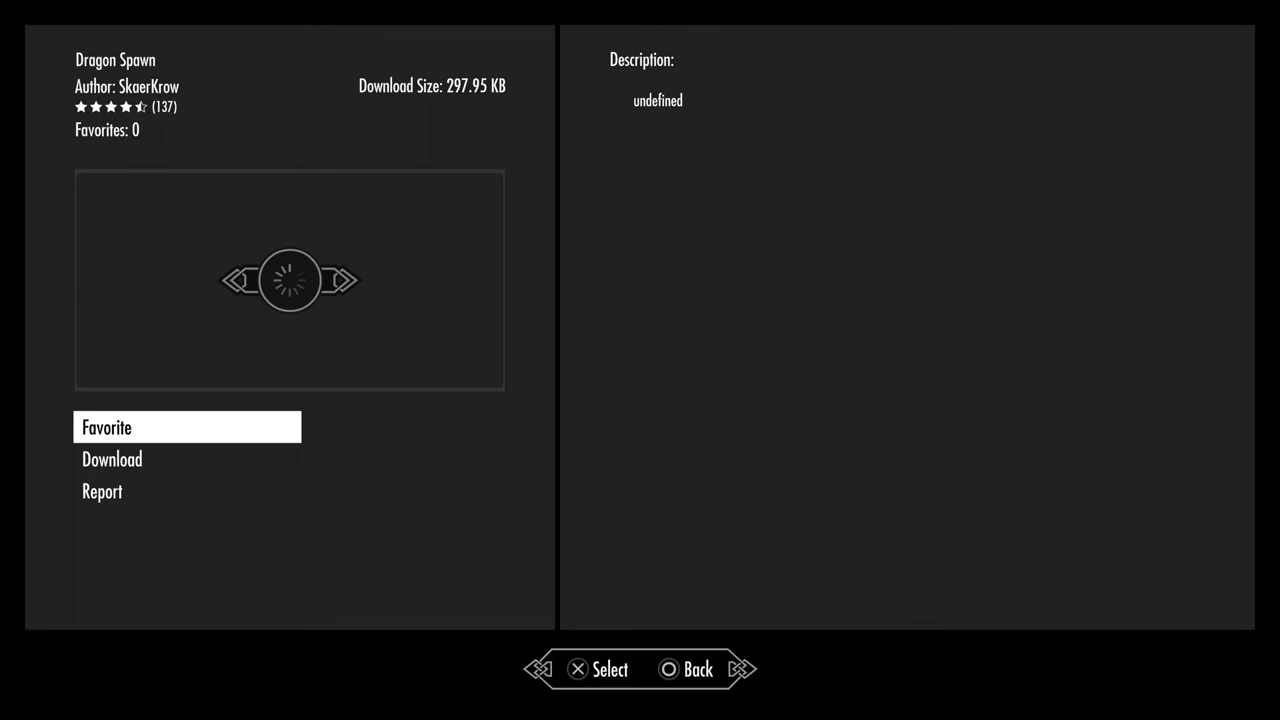 Dragon Spawn
Author: SkaerKrow
Download Size: 297.95 KB
(137)
Favorites: 0
Favorite
Download
Report
Description:
undefined
Select
Back